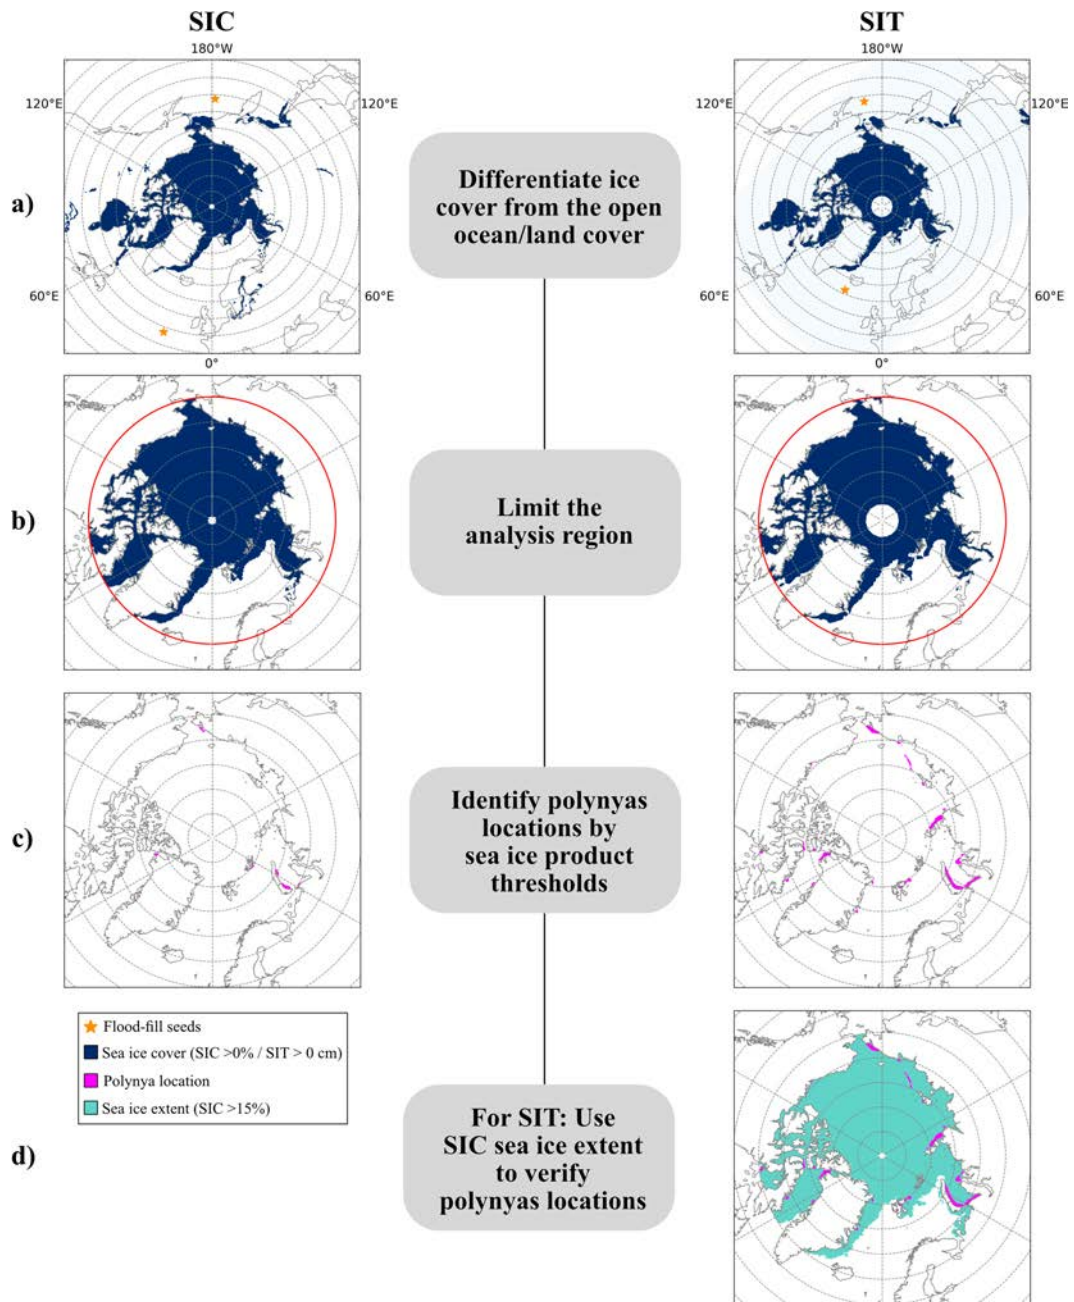 SIC
SIT
180°W
180°W
120°E
120°E
120°E
120°E
a)
Differentiate ice
cover from the open
ocean/land cover
60°E
60°E
60°E
60°E
0°
0°
b)
Limit the
analysis region
c)
Identify polynyas
locations by
sea ice product
thresholds
Flood-fill seeds
Sea ice cover (SIC >0% / SIT > 0 cm)
Polynya location
Sea ice extent (SIC >15%)
d)
For SIT: Use
SIC sea ice extent
to verify
polynyas locations